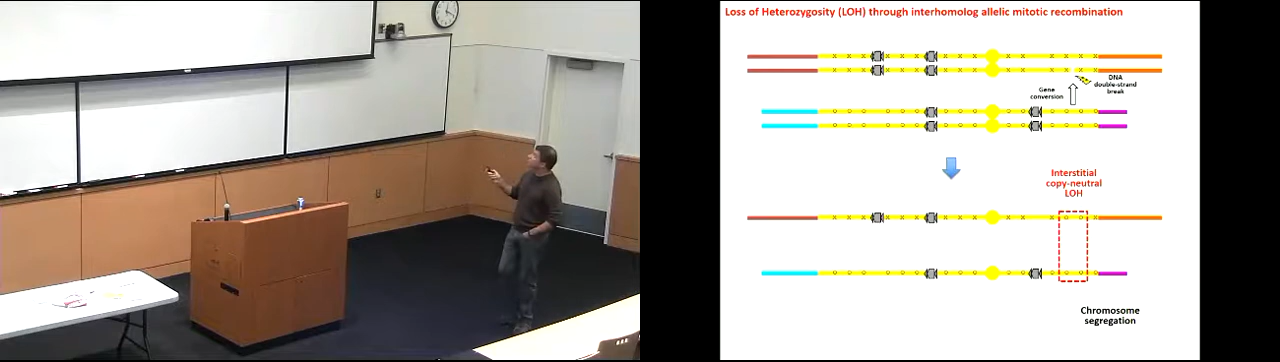 Loss of Heterozygosity (LOH) through interhomolog allelic mitotic recombination
DNA
double-strand
break
Gene
conversion
Interstitial
copy-neutral
LOH
Chromosome
segregation